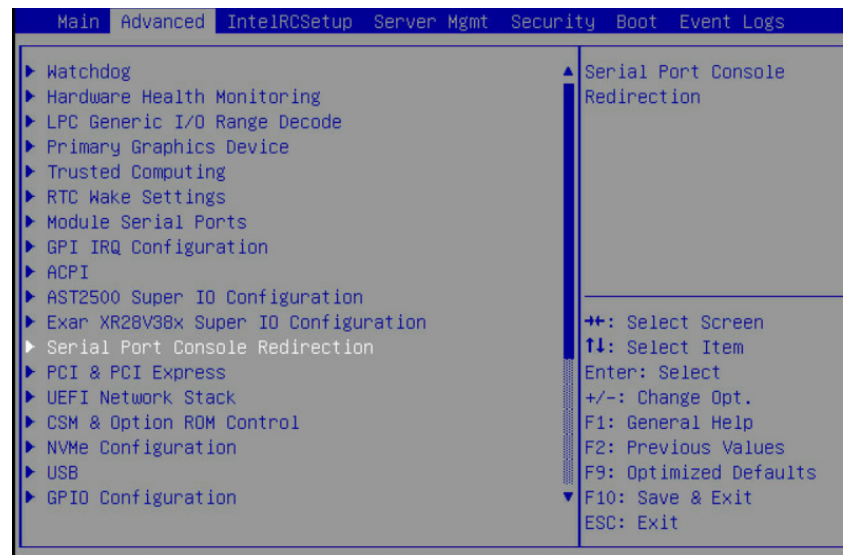 Main Advanced IntelRCSetup Server Mgmt Security Boot Event Logs
Watchdog
Hardware Health Monitoring
LPC Generic I/O Range Decode
Primary Graphics Device
Trusted Computing
RTC Wake Settings
Module Serial Ports
GPI IRQ Configuration
ACPI
AST2500 Super IO Configuration
Exar XR28V38x Super IO Configuration
Serial Port Console Redirection
PCI & PCI Express
UEFI Network Stack
CSM & Option ROM Control
NVMe Configuration
USB
GPIO Configuration
Serial Port Console
Redirection
→←: Select Screen
↑↓: Select Item
Enter: Select
+/-: Change Opt.
F1: General Help
F2: Previous Values
F9: Optimized Defaults
F10: Save & Exit
ESC: Exit